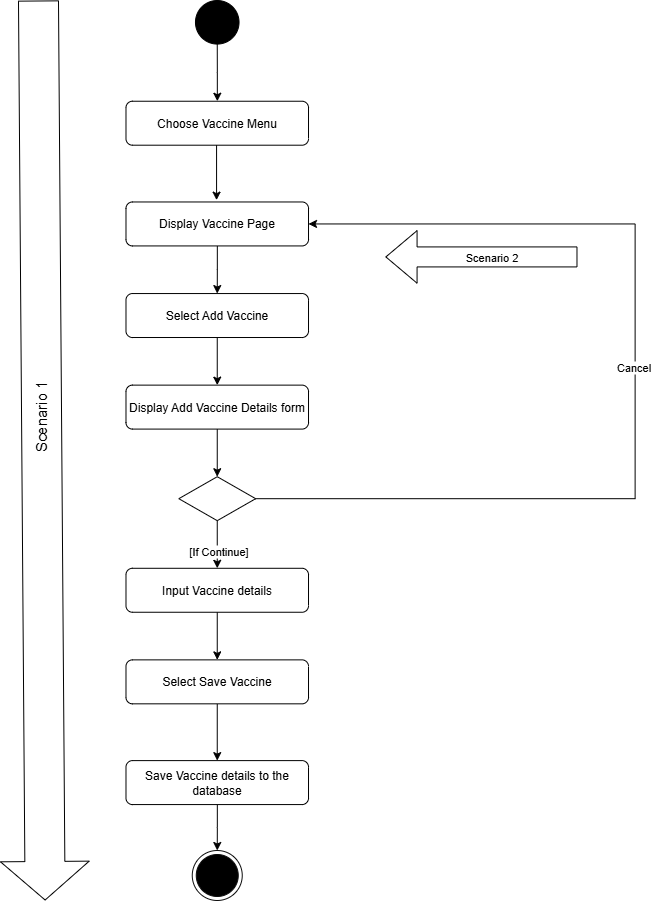 Choose Vaccine Menu
Display Vaccine Page
Scenario 2
Select Add Vaccine
Cancel
Scenario 1
Display Add Vaccine Details form
[If Continue]
Input Vaccine details
Select Save Vaccine
Save Vaccine details to the
database